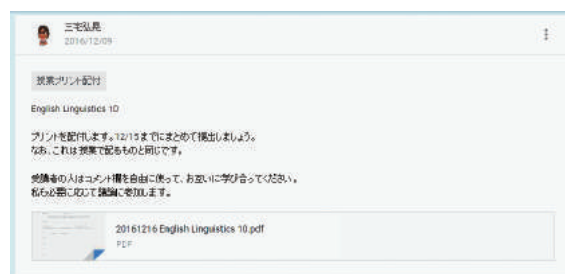 三宅弘晃
2016/12/09
授業プリント配付
English Linguistics 10
プリントを配付します。12/15までにまとめて提出しましょう。
なお、これは授業で配るものと同じです。
受講者の人はコメント欄を自由に使って、お互いに学び合ってください。
私も必要に応じて議論に参加します。
20161216 English Linguistics 10.pdf
PDF